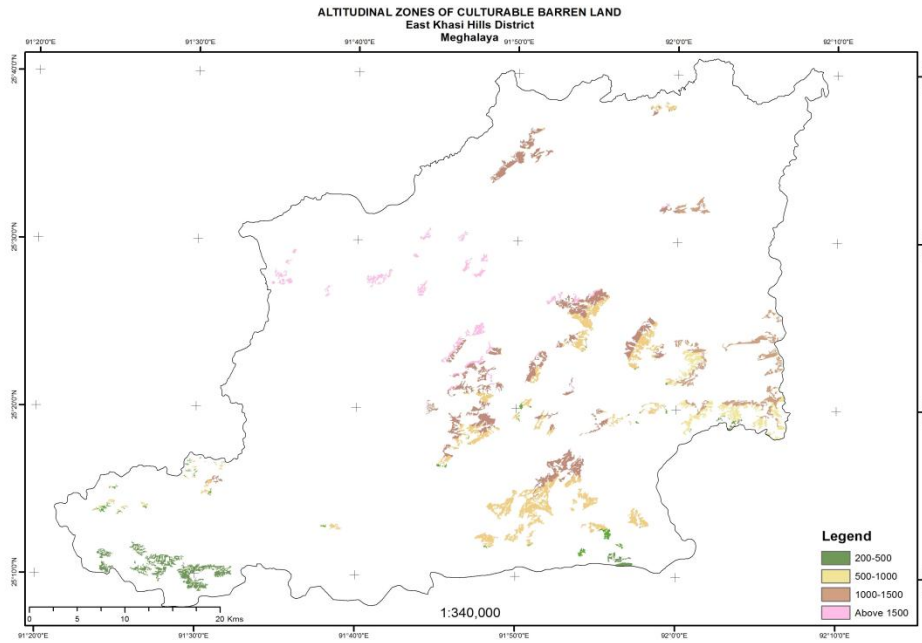 ALTITUDINAL ZONES OF CULTURABLE BARREN LAND
East Khasi Hills District
Meghalaya
91°20'0"E 91°30'0"E 91°40'0"E 91°50'0"E 92°0'0"E 92°10'0"E
25°40'0"N
25°30'0"N
25°20'0"N
25°10'0"N
Legend
200-500
500-1000
1000-1500
Above 1500
0 5 10 20 Kms
1:340,000
91°20'0"E 91°30'0"E 91°40'0"E 91°50'0"E 92°0'0"E 92°10'0"E